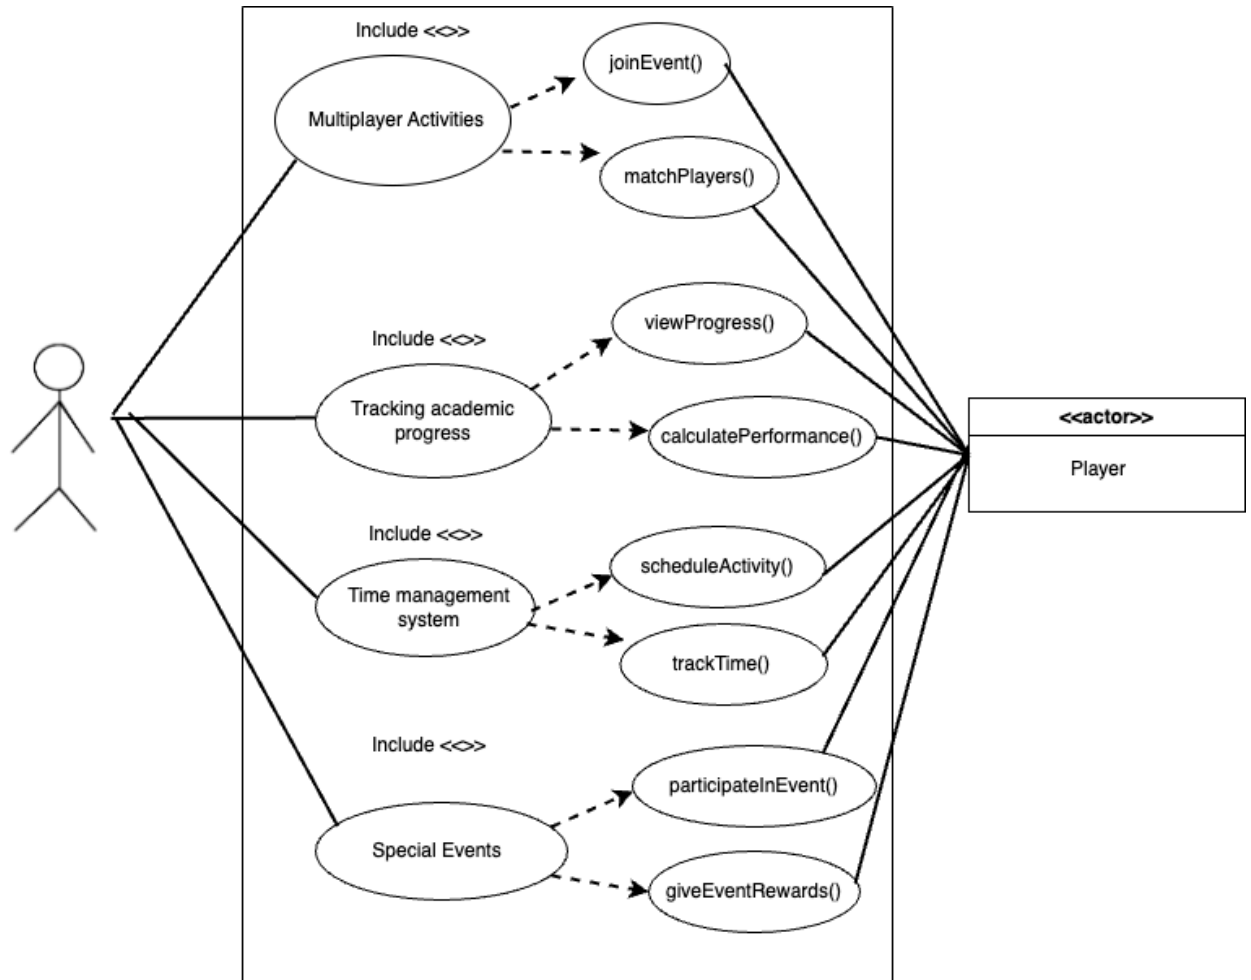 Include <<>>
joinEvent()
Multiplayer Activities
matchPlayers()
viewProgress()
Include <<>>
Tracking academic
progress
calculatePerformance()
<<actor>>
Player
Include <<>>
scheduleActivity()
Time management
system
trackTime()
Include <<>>
participateInEvent()
Special Events
giveEventRewards()